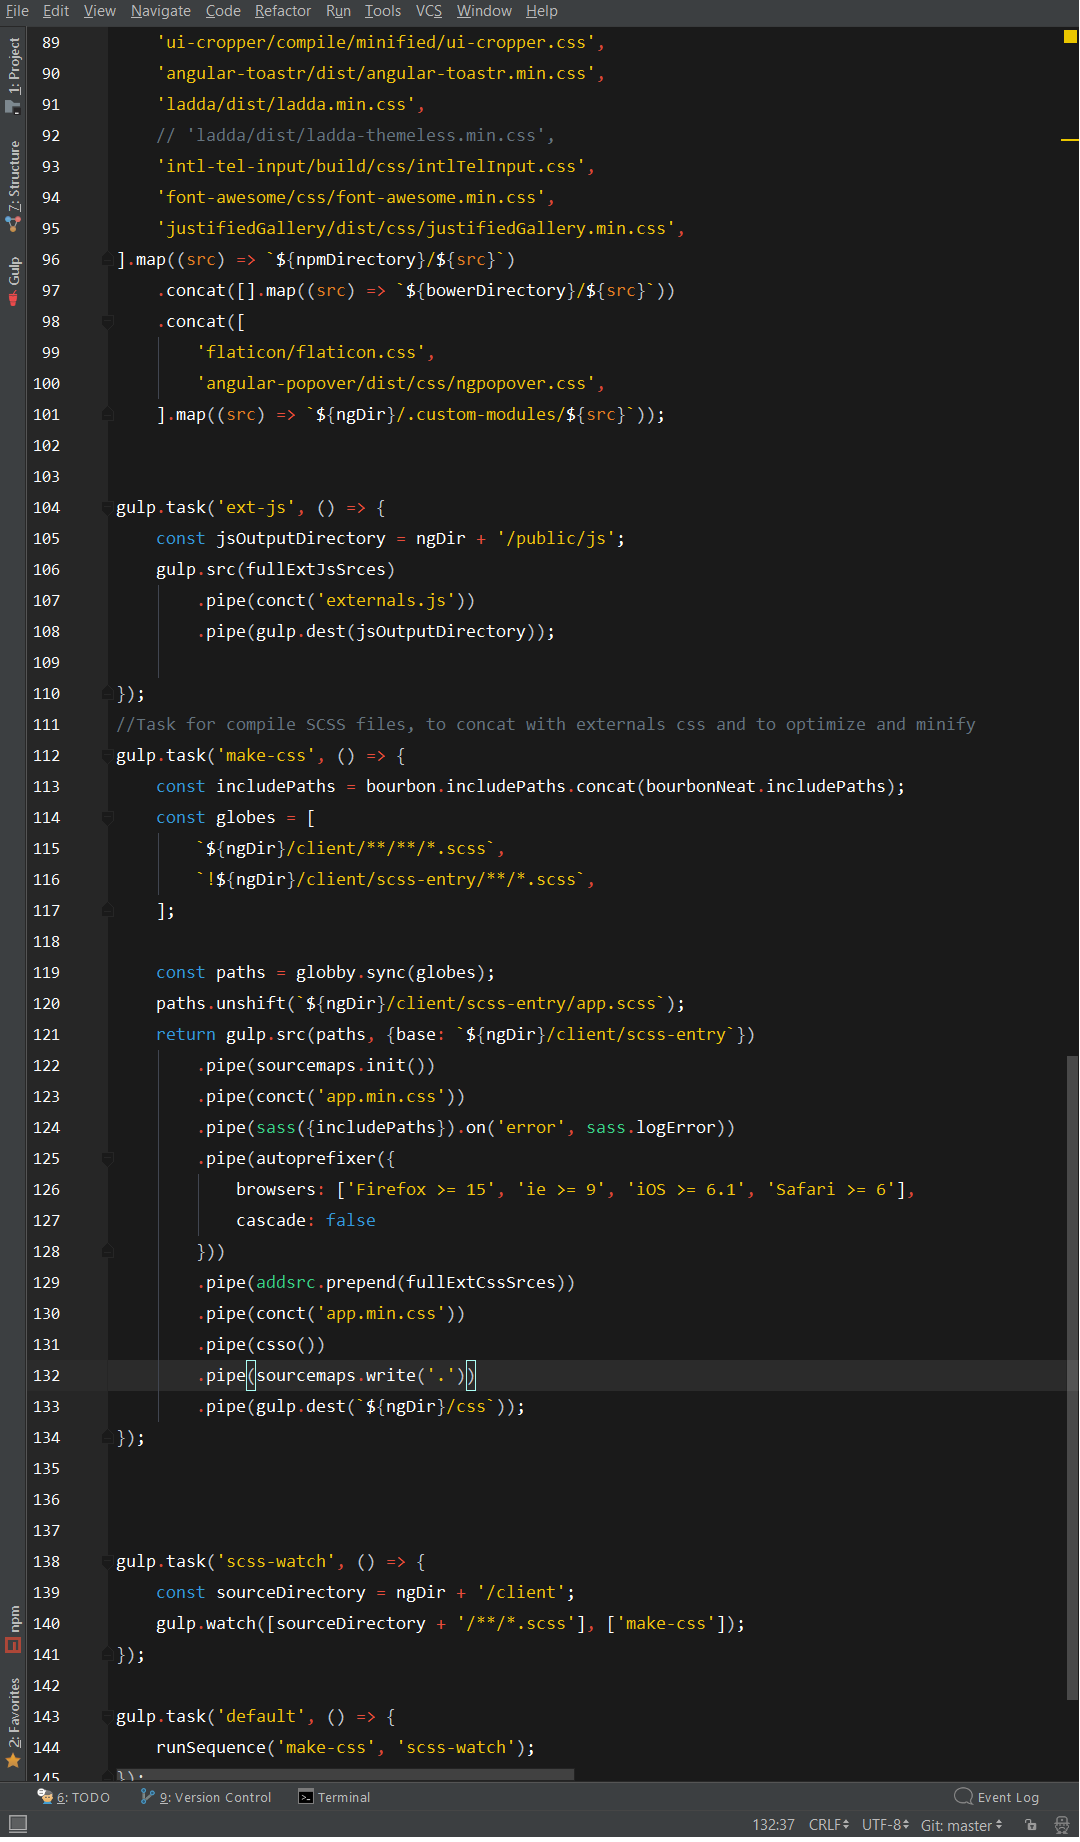 File Edit View Navigate Code Refactor Run Tools VCS Window Help
1: Project
7: Structure
Gulp
npm
2: Favorites
89 'ui-cropper/compile/minified/ui-cropper.css',
90 'angular-toastr/dist/angular-toastr.min.css',
91 'ladda/dist/ladda.min.css',
92 // 'ladda/dist/ladda-themeless.min.css',
93 'intl-tel-input/build/css/intlTelInput.css',
94 'font-awesome/css/font-awesome.min.css',
95 'justifiedGallery/dist/css/justifiedGallery.min.css',
96 ].map((src) => `${npmDirectory}/${src}`)
97 .concat([].map((src) => `${bowerDirectory}/${src}`))
98 .concat([
99 'flaticon/flaticon.css',
100 'angular-popover/dist/css/ngpopover.css',
101 ].map((src) => `${ngDir}/.custom-modules/${src}`));
102
103
104 gulp.task('ext-js', () => {
105 const jsOutputDirectory = ngDir + '/public/js';
106 gulp.src(fullExtJsSrces)
107 .pipe(conct('externals.js'))
108 .pipe(gulp.dest(jsOutputDirectory));
109
110 });
111 //Task for compile SCSS files, to concat with externals css and to optimize and minify
112 gulp.task('make-css', () => {
113 const includePaths = bourbon.includePaths.concat(bourbonNeat.includePaths);
114 const globes = [
115 `${ngDir}/client/**/**/*.scss`,
116 `!${ngDir}/client/scss-entry/**/*.scss`,
117 ];
118
119 const paths = globby.sync(globes);
120 paths.unshift(`${ngDir}/client/scss-entry/app.scss`);
121 return gulp.src(paths, {base: `${ngDir}/client/scss-entry`})
122 .pipe(sourcemaps.init())
123 .pipe(conct('app.min.css'))
124 .pipe(sass({includePaths}).on('error', sass.logError))
125 .pipe(autoprefixer({
126 browsers: ['Firefox >= 15', 'ie >= 9', 'iOS >= 6.1', 'Safari >= 6'],
127 cascade: false
128 }))
129 .pipe(addsrc.prepend(fullExtCssSrces))
130 .pipe(conct('app.min.css'))
131 .pipe(csso())
132 .pipe(sourcemaps.write('.'))
133 .pipe(gulp.dest(`${ngDir}/css`));
134 });
135
136
137
138 gulp.task('scss-watch', () => {
139 const sourceDirectory = ngDir + '/client';
140 gulp.watch([sourceDirectory + '/**/*.scss'], ['make-css']);
141 });
142
143 gulp.task('default', () => {
144 runSequence('make-css', 'scss-watch');
145 });
6: TODO 9: Version Control Terminal Event Log
132:37 CRLF UTF-8 Git: master